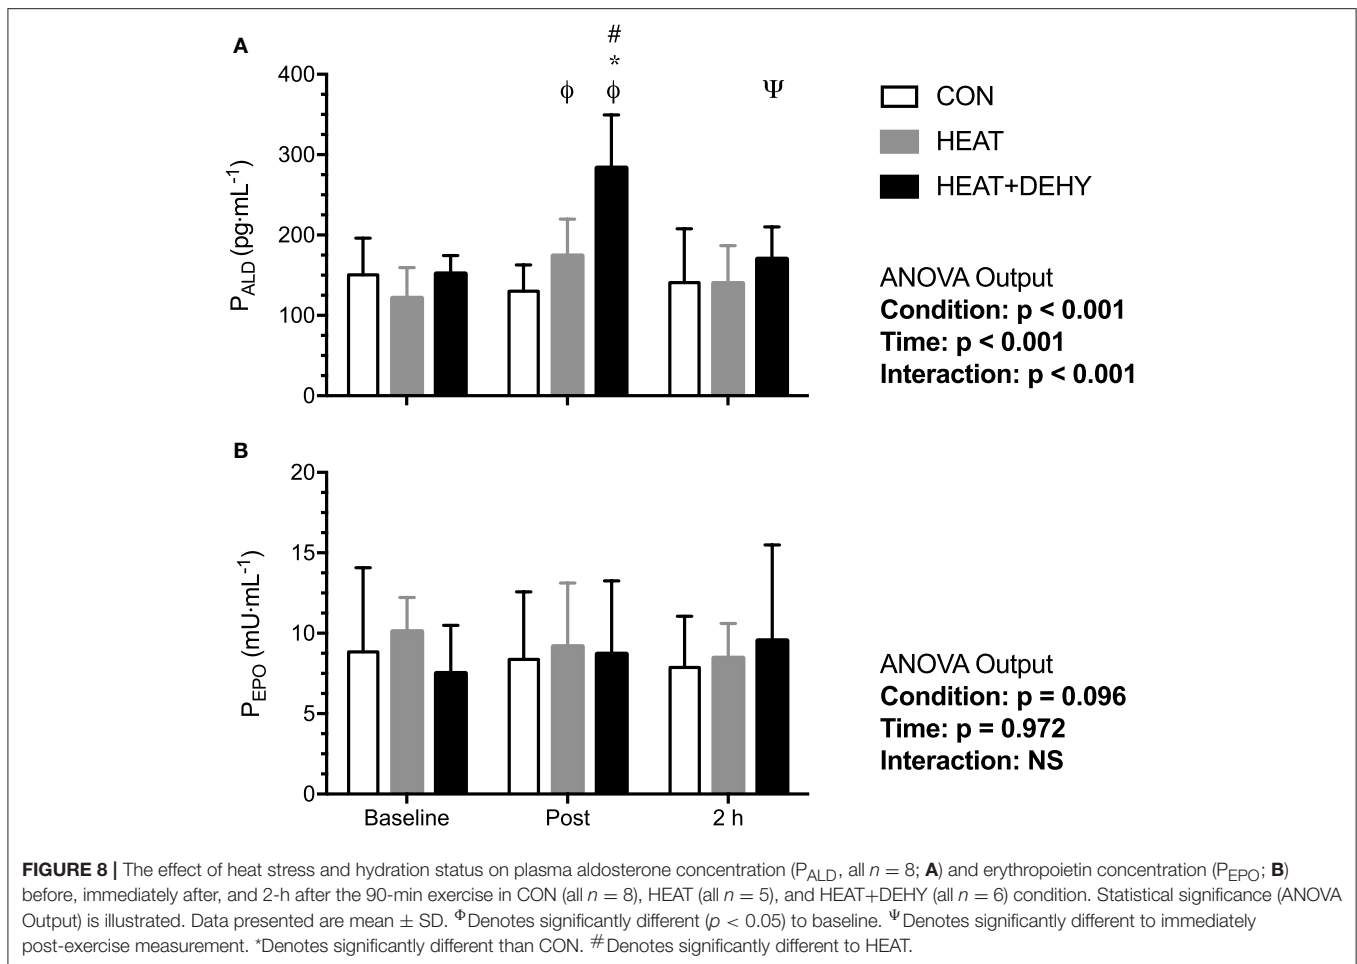 A
#
*
ϕ ϕ Ψ
400
300
200
100
0
P_ALD (pg·mL⁻¹)
CON
HEAT
HEAT+DEHY
ANOVA Output
Condition: p < 0.001
Time: p < 0.001
Interaction: p < 0.001
B
20
15
10
5
0
P_EPO (mU·mL⁻¹)
Baseline Post 2 h
ANOVA Output
Condition: p = 0.096
Time: p = 0.972
Interaction: NS
FIGURE 8 | The effect of heat stress and hydration status on plasma aldosterone concentration (P_ALD, all n = 8; A) and erythropoietin concentration (P_EPO; B)
before, immediately after, and 2-h after the 90-min exercise in CON (all n = 8), HEAT (all n = 5), and HEAT+DEHY (all n = 6) condition. Statistical significance (ANOVA
Output) is illustrated. Data presented are mean ± SD. ΦDenotes significantly different (p < 0.05) to baseline. ΨDenotes significantly different to immediately
post-exercise measurement. *Denotes significantly different than CON. #Denotes significantly different to HEAT.